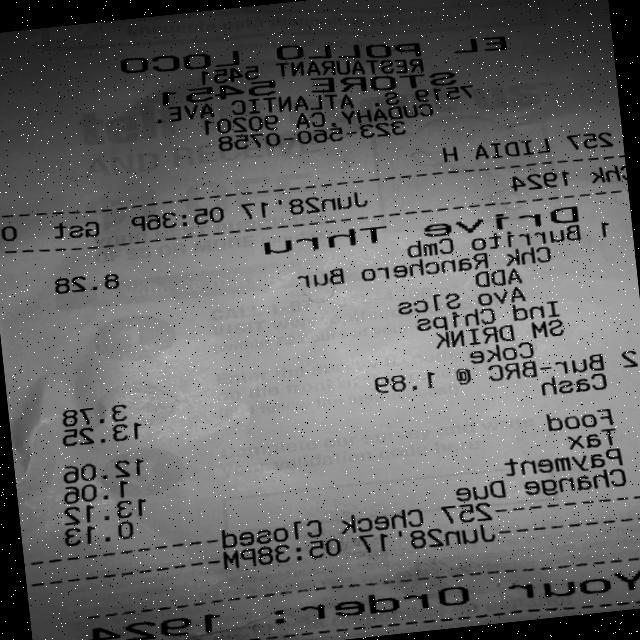 EL POLLO LOCO
RESTAURANT 5451
STORE 5451
7519 S. ATLANTIC AVE.
CUDAHY,CA 90201
323-560-0758
257 LIDIA H
Chk 1924 Jun28'17 05:36P Gst 0
Drive Thru
1 Burrito Cmb 8.28
Chk Ranchero Bur
ADD
Avo Slcs
Ind Chips
SM DRINK
Coke
2 Bur-BRC @ 1.89 3.78
Cash 13.25
Food 12.06
Tax 1.06
Payment 13.12
Change Due 0.13
257 Check Closed
Jun28'17 05:38PM
Your Order: 1924